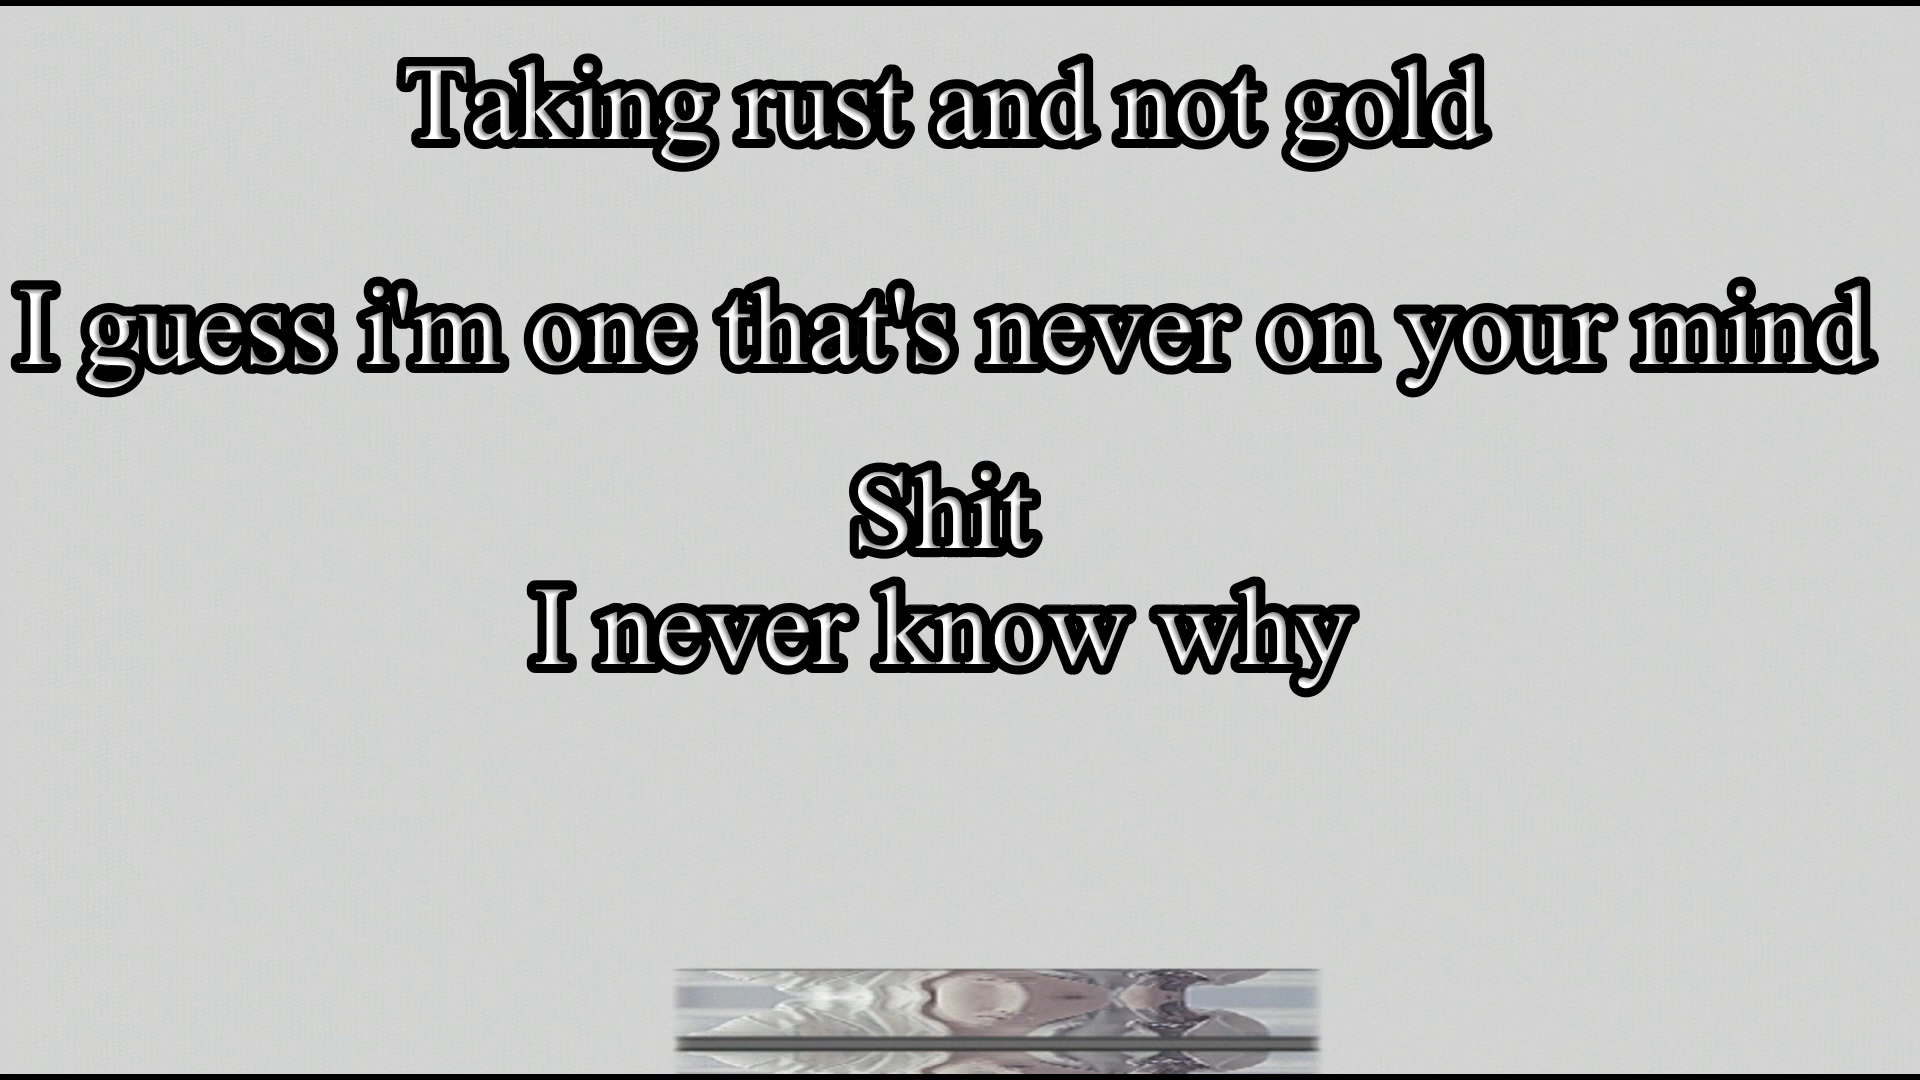 Taking rust and not gold
I guess i'm one that's never on your mind
Shit
I never know why